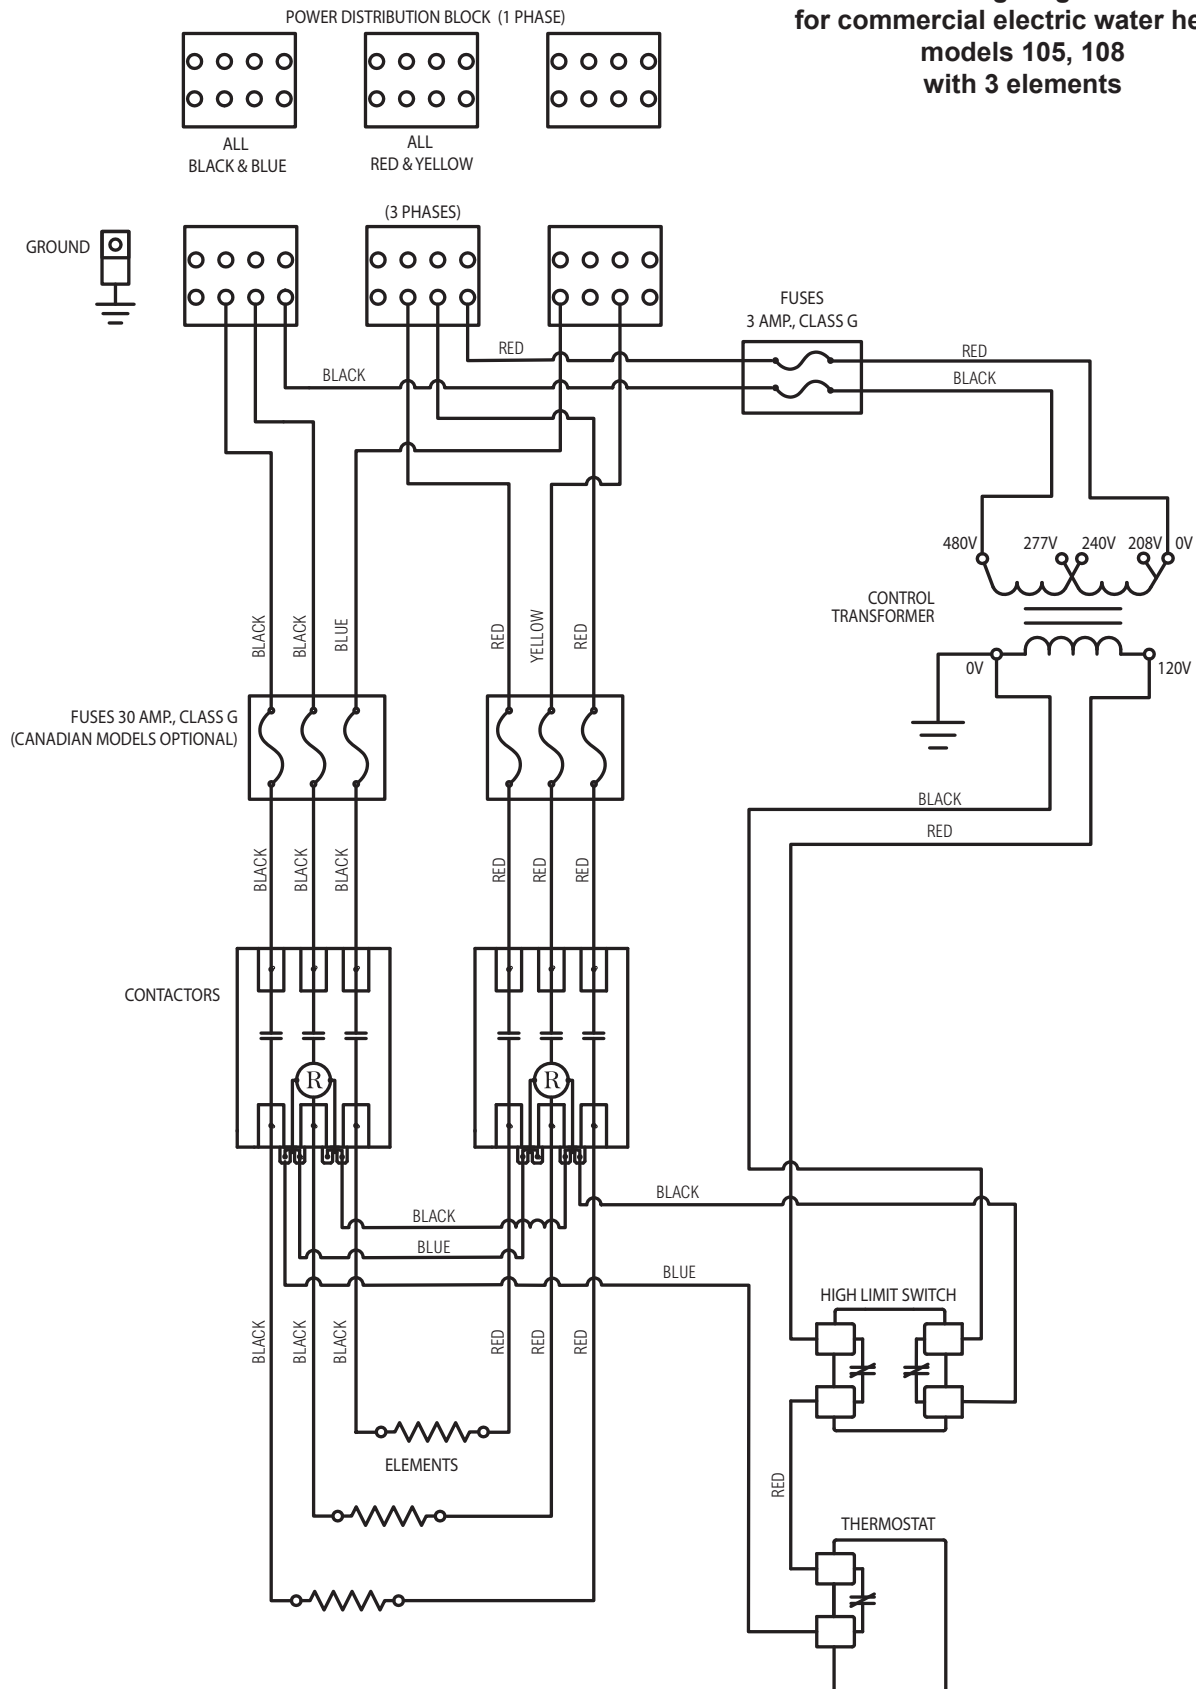 for commercial electric water he
models 105, 108
with 3 elements
POWER DISTRIBUTION BLOCK (1 PHASE)
ALL
BLACK & BLUE
ALL
RED & YELLOW
(3 PHASES)
GROUND
FUSES
3 AMP., CLASS G
RED
RED
BLACK
BLACK
480V
277V
240V
208V
0V
CONTROL
TRANSFORMER
0V
120V
BLACK
BLACK
BLUE
RED
YELLOW
RED
FUSES 30 AMP., CLASS G
(CANADIAN MODELS OPTIONAL)
BLACK
RED
BLACK
BLACK
BLACK
RED
RED
RED
CONTACTORS
R
R
BLACK
BLACK
BLUE
BLUE
HIGH LIMIT SWITCH
BLACK
BLACK
BLACK
RED
RED
RED
ELEMENTS
RED
THERMOSTAT